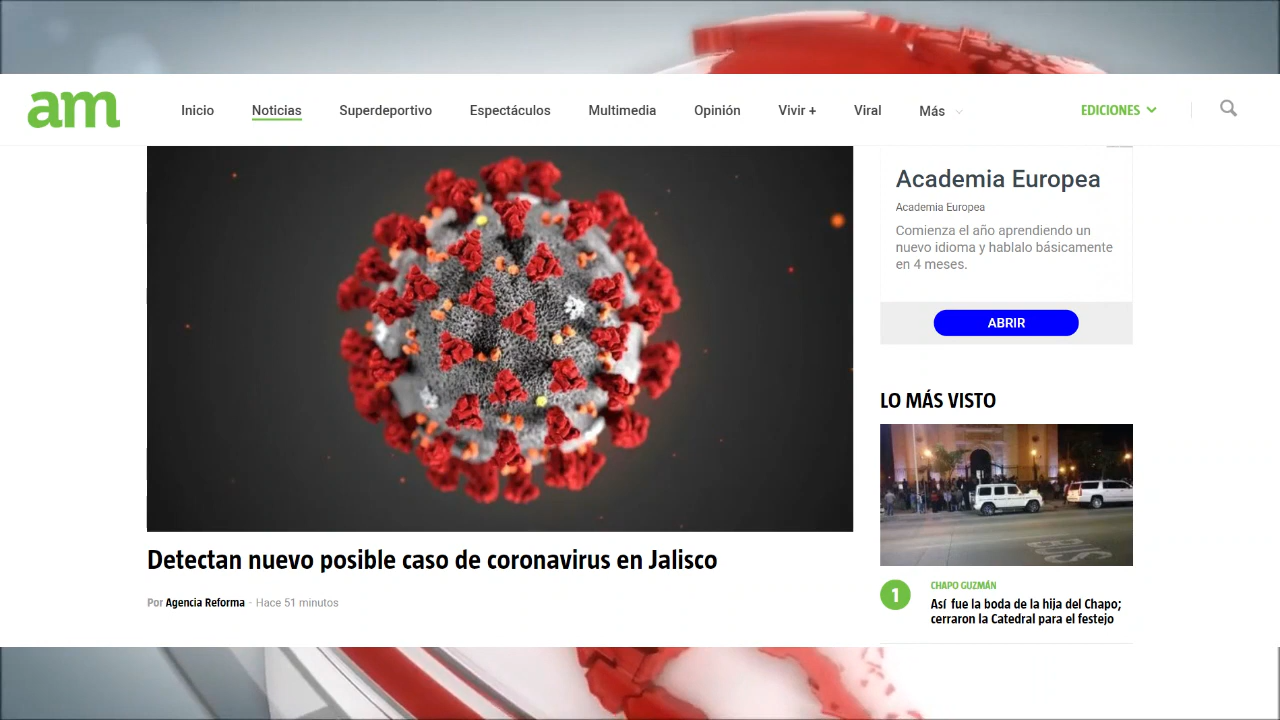 am
Inicio
Noticias
Superdeportivo
Espectáculos
Multimedia
Opinión
Vivir +
Viral
Más
EDICIONES
Detectan nuevo posible caso de coronavirus en Jalisco
Por Agencia Reforma - Hace 51 minutos
Academia Europea
Academia Europea
Comienza el año aprendiendo un
nuevo idioma y hablalo básicamente
en 4 meses.
ABRIR
LO MÁS VISTO
BUS
1
CHAPO GUZMÁN
Así fue la boda de la hija del Chapo;
cerraron la Catedral para el festejo